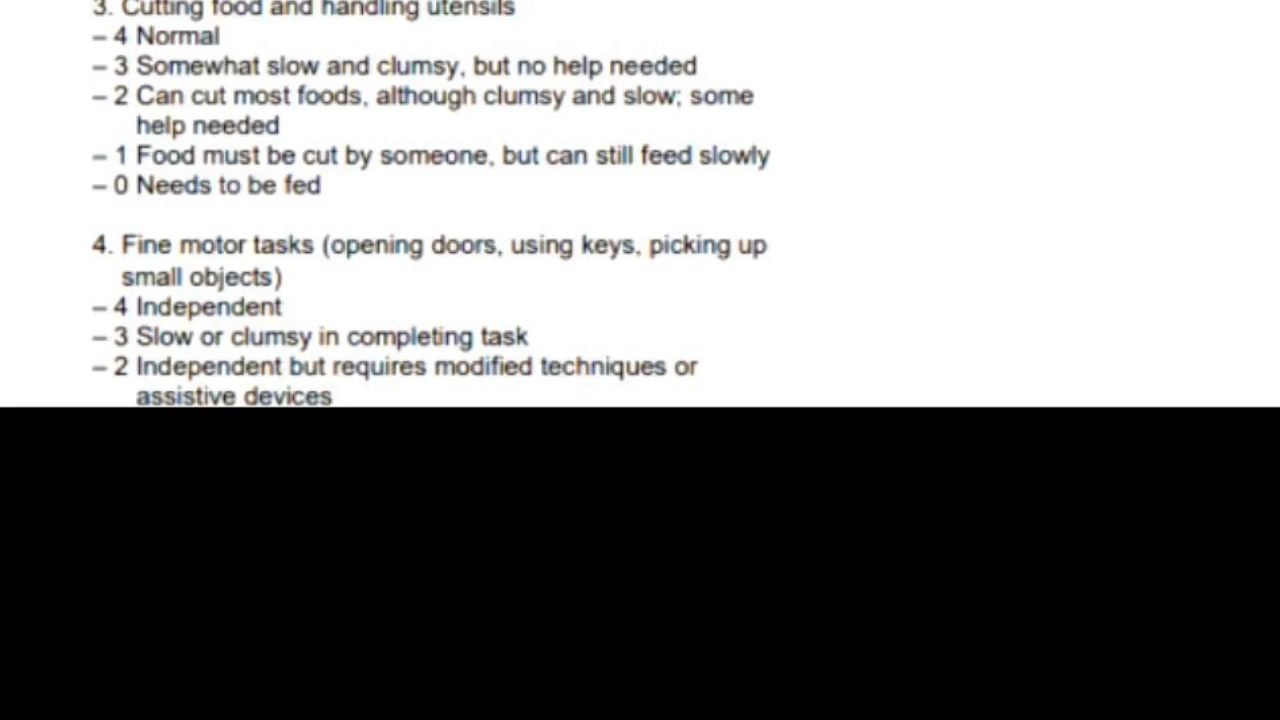 3. Cutting food and handling utensils
– 4 Normal
– 3 Somewhat slow and clumsy, but no help needed
– 2 Can cut most foods, although clumsy and slow; some
help needed
– 1 Food must be cut by someone, but can still feed slowly
– 0 Needs to be fed
4. Fine motor tasks (opening doors, using keys, picking up
small objects)
– 4 Independent
– 3 Slow or clumsy in completing task
– 2 Independent but requires modified techniques or
assistive devices
40 0